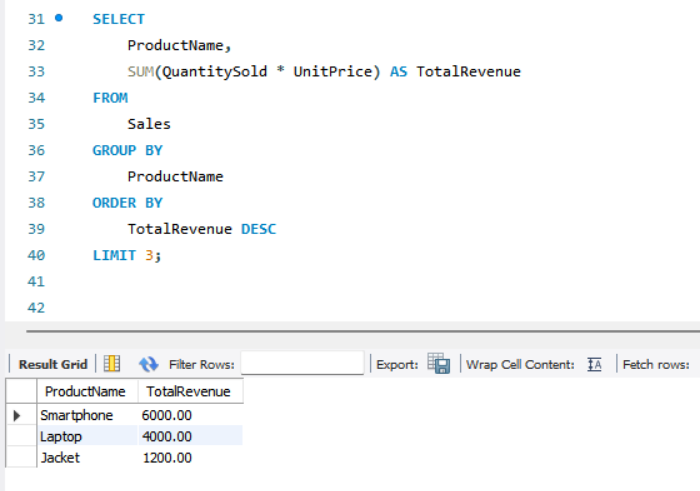 31 SELECT
32 ProductName,
33 SUM(QuantitySold * UnitPrice) AS TotalRevenue
34 FROM
35 Sales
36 GROUP BY
37 ProductName
38 ORDER BY
39 TotalRevenue DESC
40 LIMIT 3;
41
42
Result Grid Filter Rows: Export: Wrap Cell Content: Fetch rows:
ProductName TotalRevenue
Smartphone 6000.00
Laptop 4000.00
Jacket 1200.00